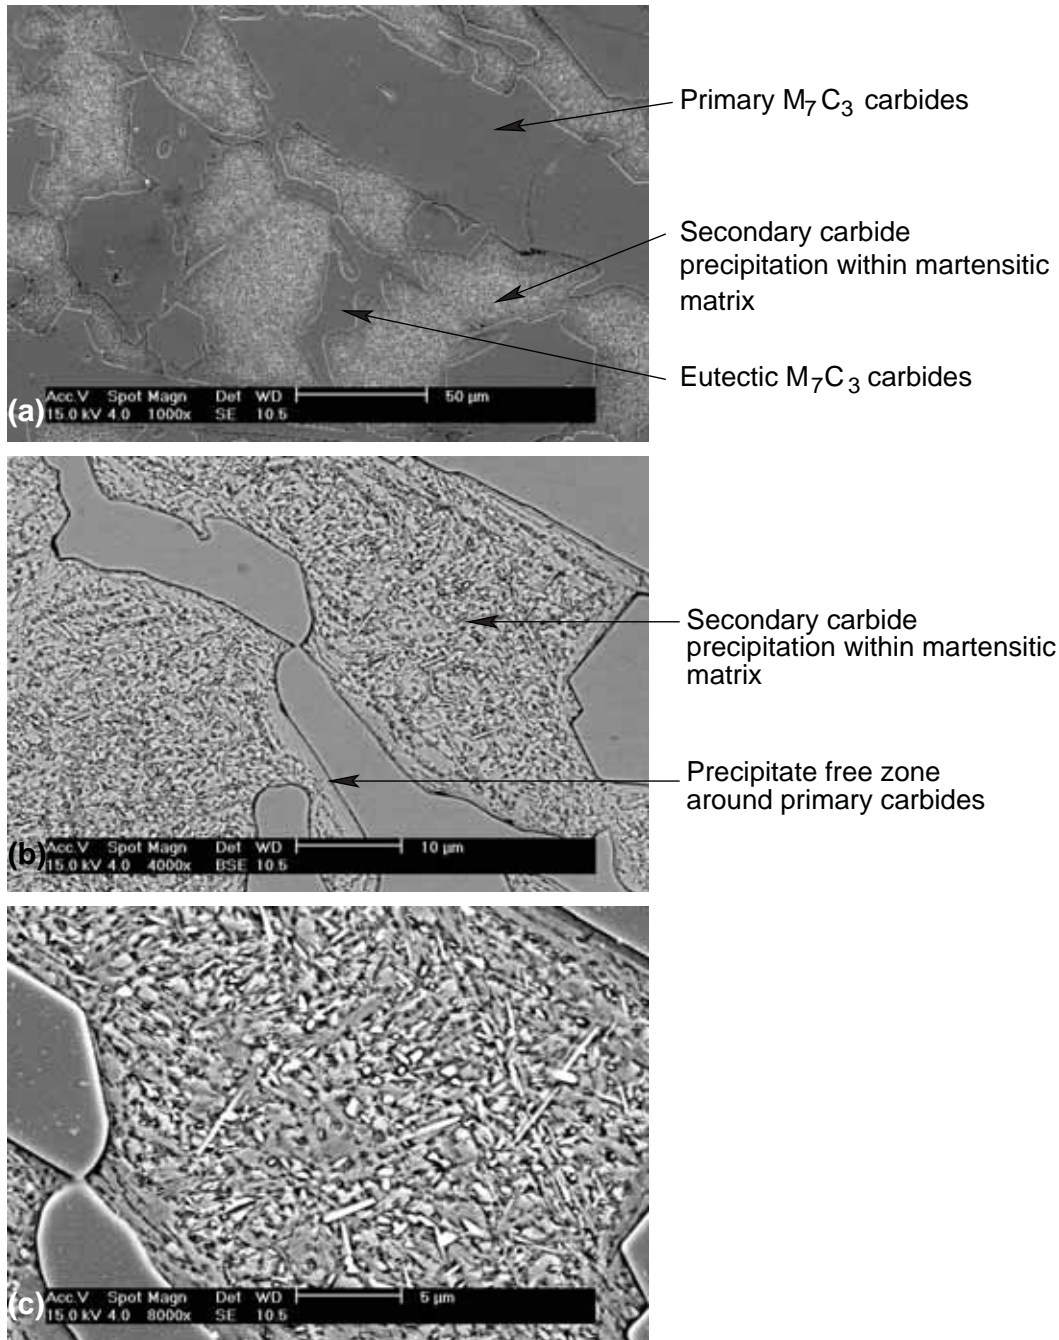 Primary M7C3 carbides
Secondary carbide
precipitation within martensitic
matrix
Eutectic M7C3 carbides
Acc.V Spot Magn Det WD 50 µm
15.0 kV 4.0 1000x SE 10.5
(a)
Secondary carbide
precipitation within martensitic
matrix
Precipitate free zone
around primary carbides
Acc.V Spot Magn Det WD 10 µm
15.0 kV 4.0 4000x BSE 10.5
(b)
Acc.V Spot Magn Det WD 5 µm
15.0 kV 4.0 8000x SE 10.5
(c)